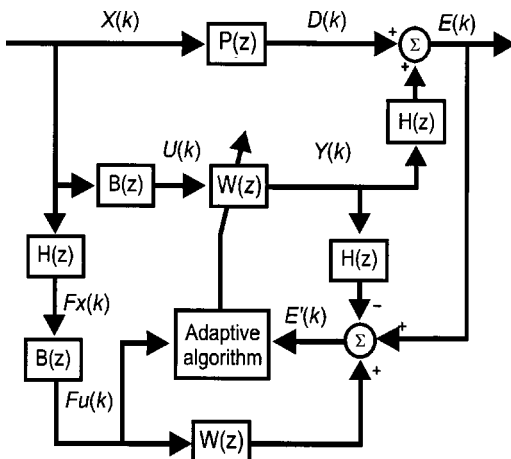 X(k)
P(z)
D(k)
+
Σ
E(k)
+
H(z)
U(k)
Y(k)
B(z)
W(z)
H(z)
H(z)
Fx(k)
−
Adaptive
algorithm
E'(k)
Σ
+
B(z)
+
Fu(k)
W(z)